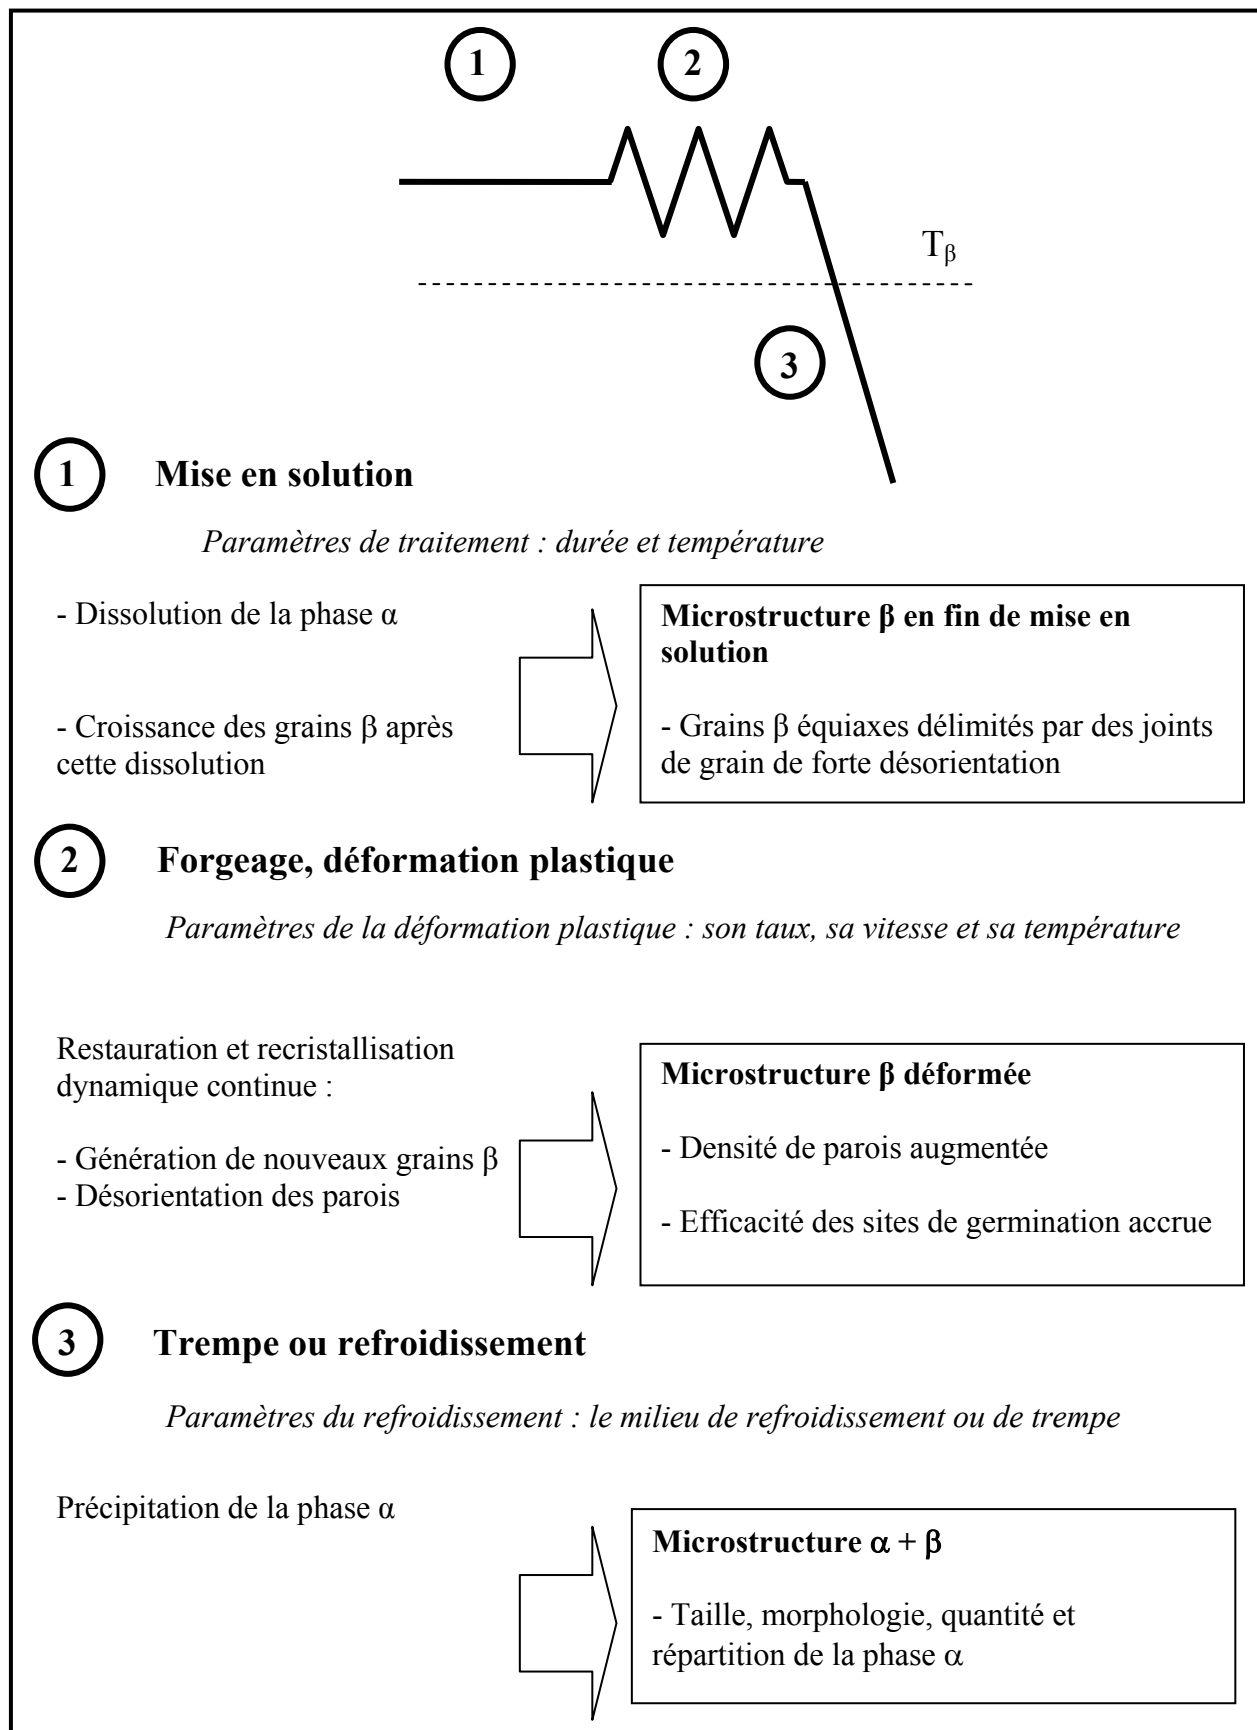 1
2
Tβ
3
1 Mise en solution
Paramètres de traitement : durée et température
- Dissolution de la phase α
- Croissance des grains β après
cette dissolution
Microstructure β en fin de mise en
solution
- Grains β équiaxes délimités par des joints
de grain de forte désorientation
2 Forgeage, déformation plastique
Paramètres de la déformation plastique : son taux, sa vitesse et sa température
Restauration et recristallisation
dynamique continue :
- Génération de nouveaux grains β
- Désorientation des parois
Microstructure β déformée
- Densité de parois augmentée
- Efficacité des sites de germination accrue
3 Trempe ou refroidissement
Paramètres du refroidissement : le milieu de refroidissement ou de trempe
Précipitation de la phase α
Microstructure α + β
- Taille, morphologie, quantité et
répartition de la phase α